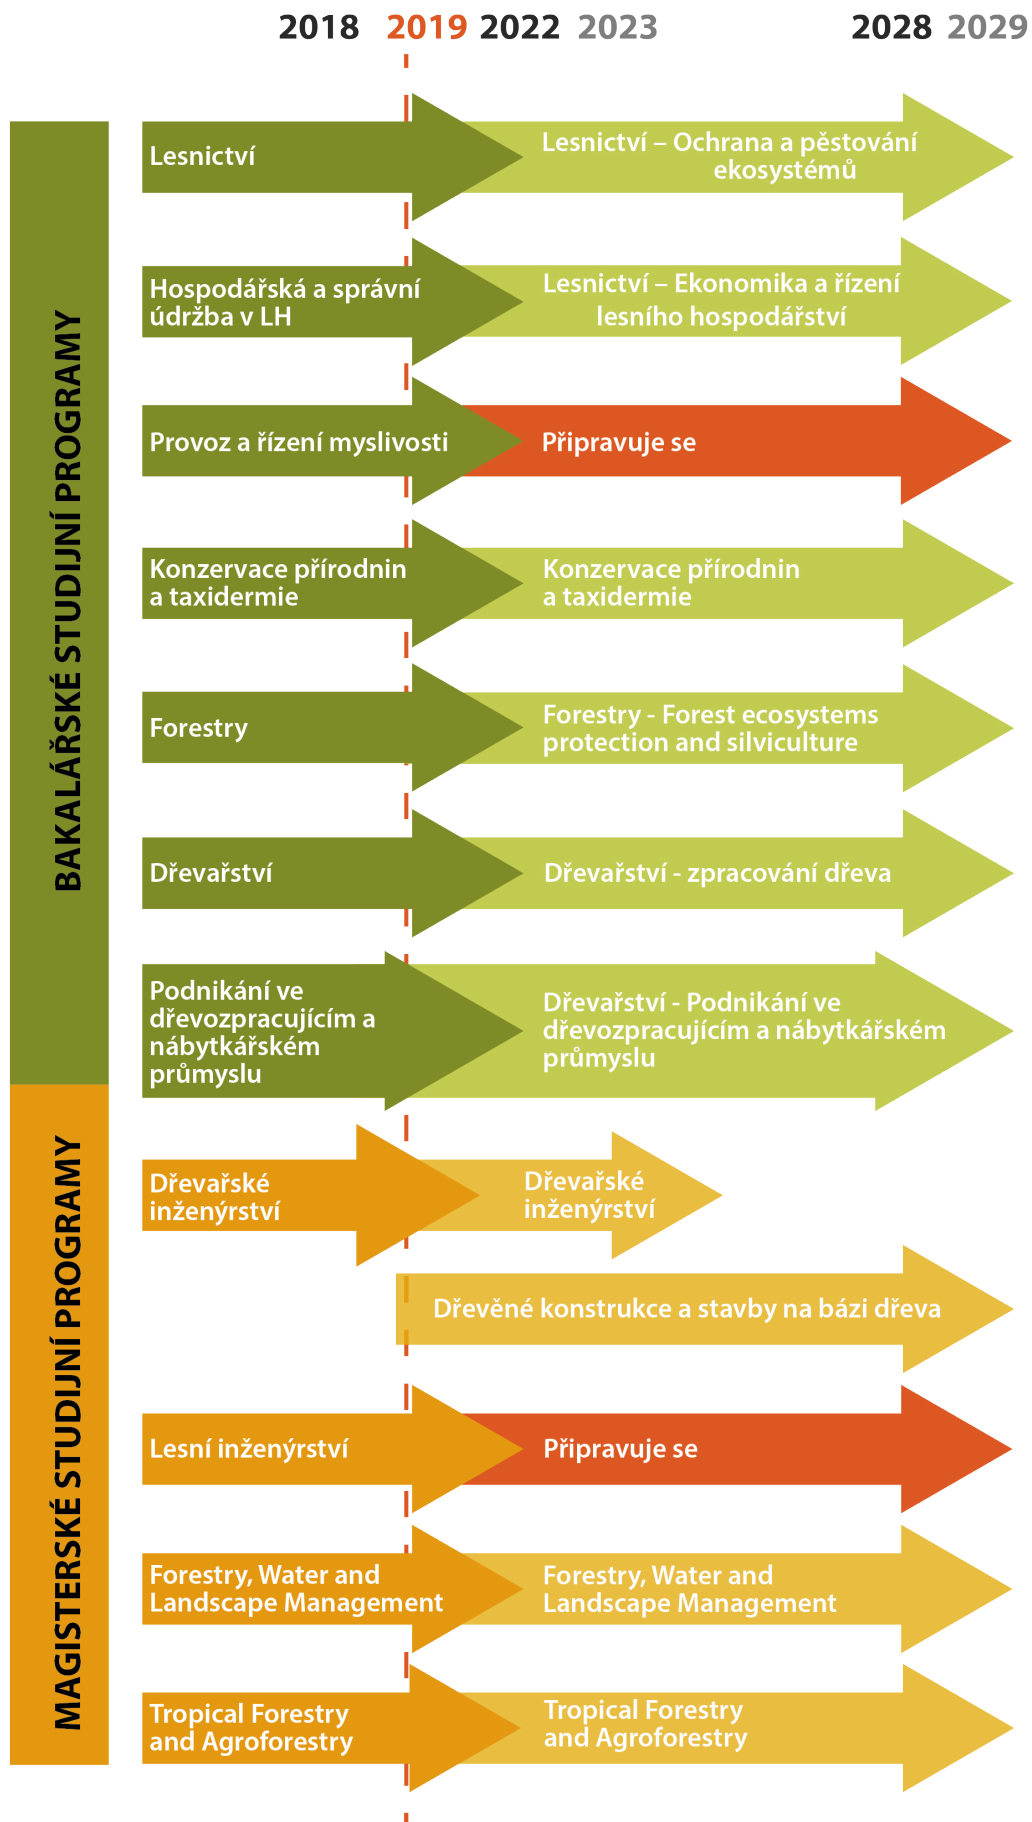 2018 2019 2022 2023 2028 2029
BAKALÁŘSKÉ STUDIJNÍ PROGRAMY
Lesnictví
Lesnictví – Ochrana a pěstování
ekosystémů
Hospodářská a správní
údržba v LH
Lesnictví – Ekonomika a řízení
lesního hospodářství
Provoz a řízení myslivosti
Připravuje se
Konzervace přírodnin
a taxidermie
Konzervace přírodnin
a taxidermie
Forestry
Forestry - Forest ecosystems
protection and silviculture
Dřevařství
Dřevařství - zpracování dřeva
Podnikání ve
dřevozpracujícím a
nábytkářském
průmyslu
Dřevařství - Podnikání ve
dřevozpracujícím a nábytkářském
průmyslu
MAGISTERSKÉ STUDIJNÍ PROGRAMY
Dřevařské
inženýrství
Dřevařské
inženýrství
Dřevěné konstrukce a stavby na bázi dřeva
Lesní inženýrství
Připravuje se
Forestry, Water and
Landscape Management
Forestry, Water and
Landscape Management
Tropical Forestry
and Agroforestry
Tropical Forestry
and Agroforestry